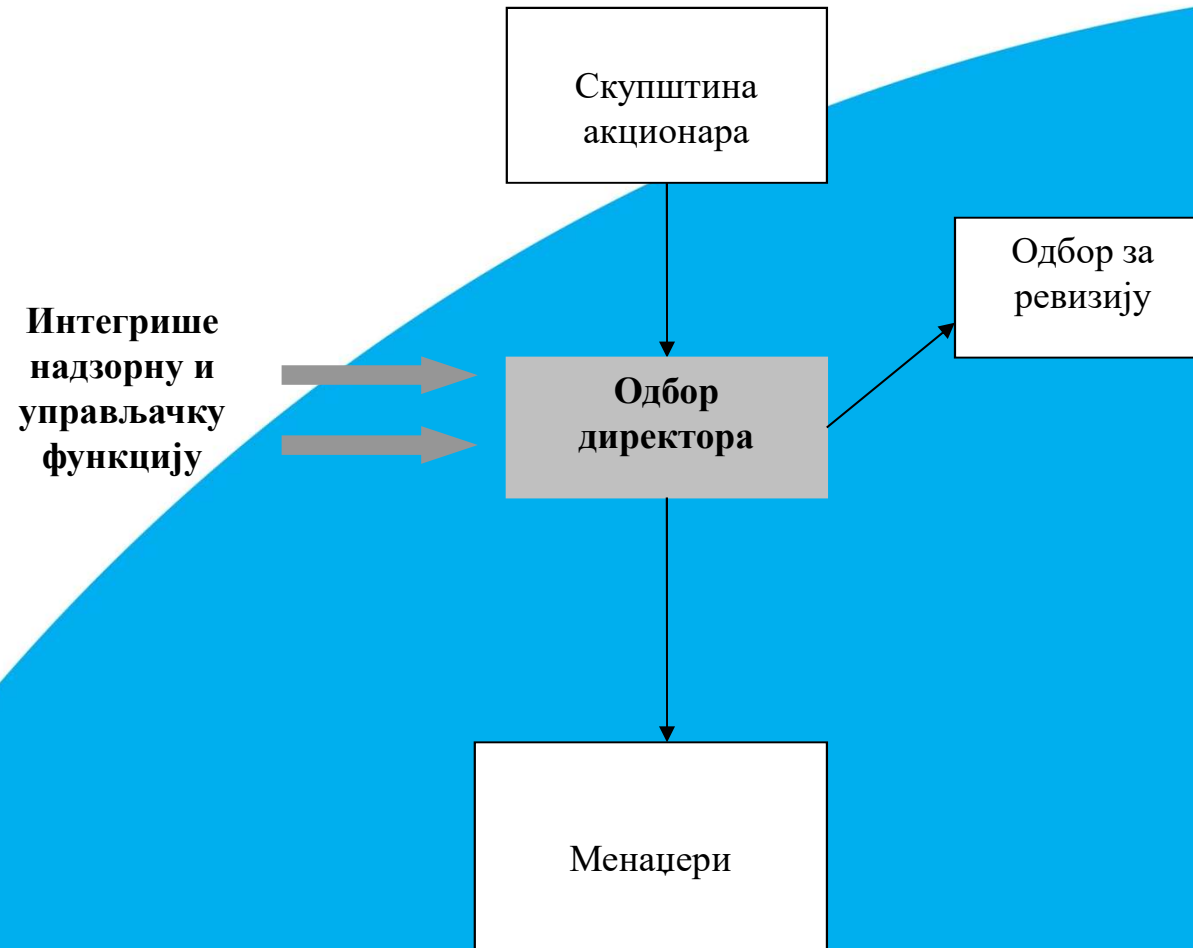 Скупштина
акционара
Одбор за
ревизију
Интегрише
надзорну и
управљачку
функцију
Одбор
директора
Менаџери